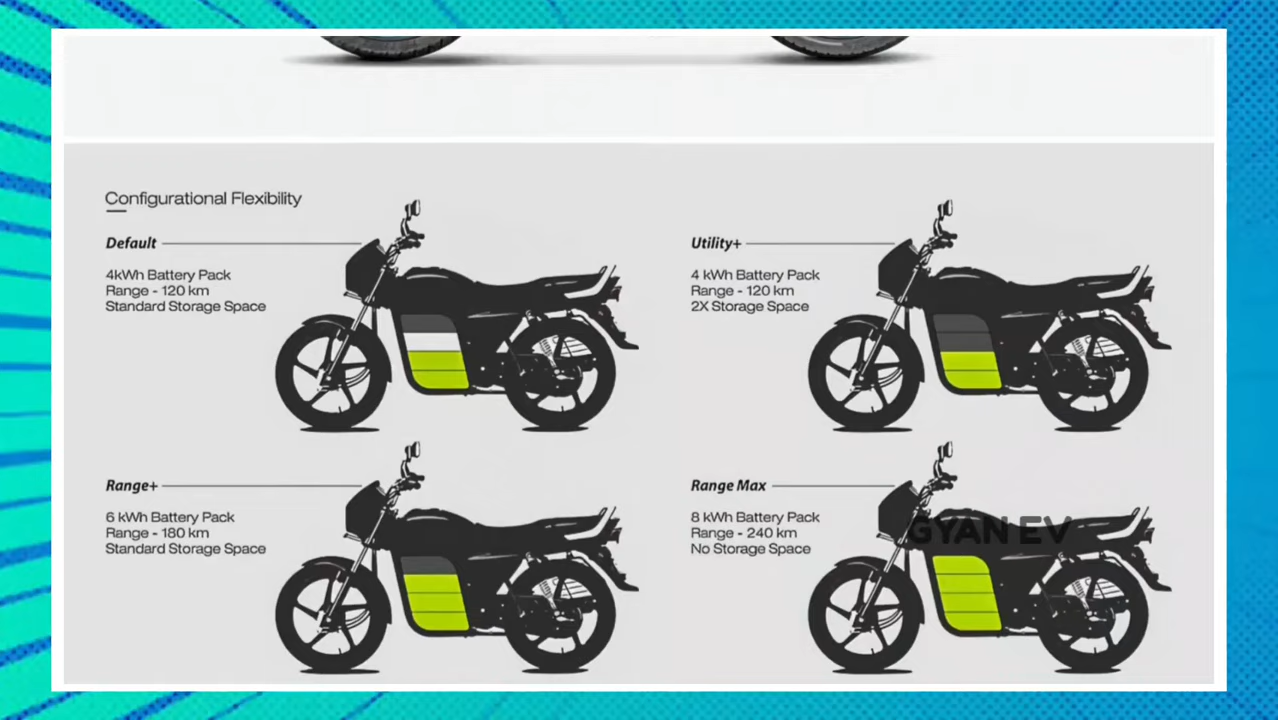 Configurational Flexibility
Default
4kWh Battery Pack
Range - 120 km
Standard Storage Space
Utility+
4 kWh Battery Pack
Range - 120 km
2X Storage Space
Range+
6 kWh Battery Pack
Range - 180 km
Standard Storage Space
Range Max
8 kWh Battery Pack
Range - 240 km
No Storage Space
GYAN EV